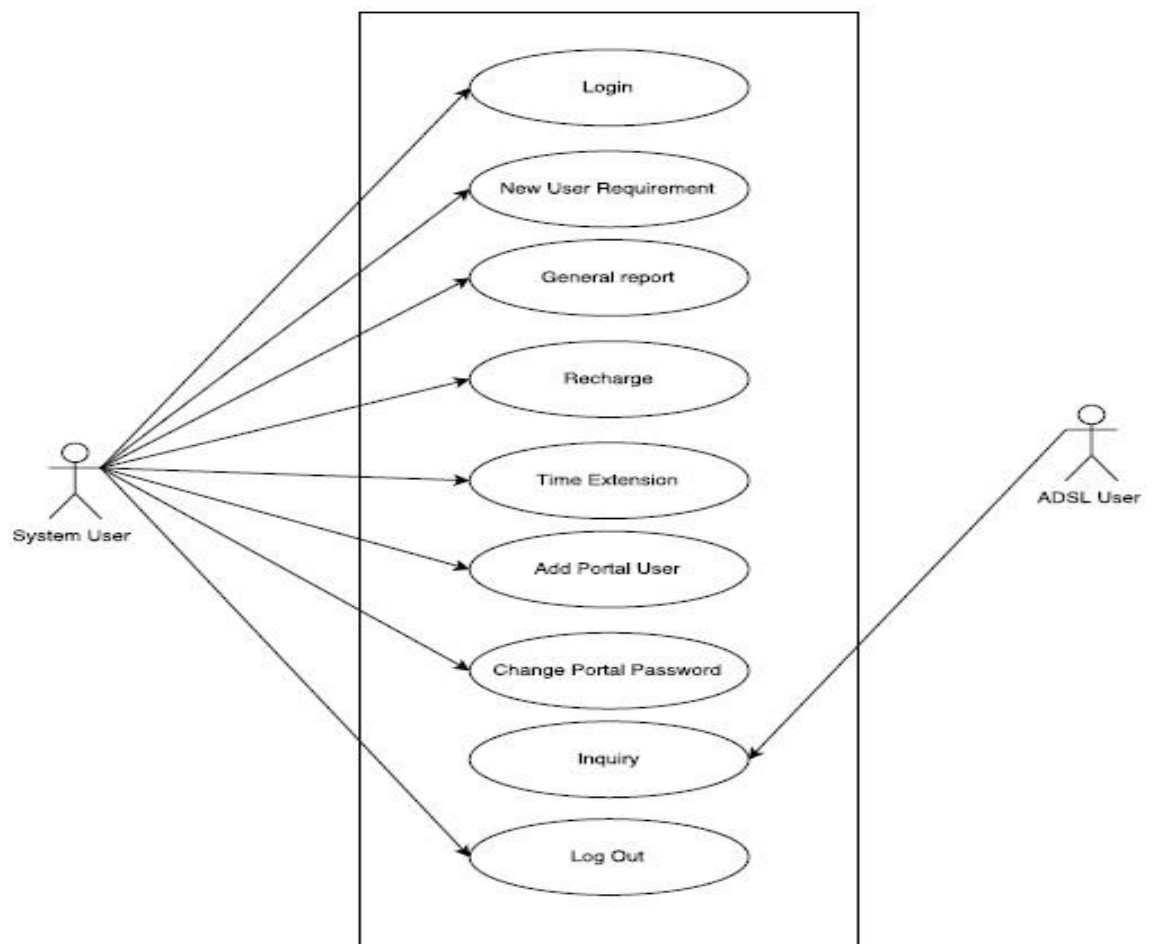 Login
New User Requirement
General report
Recharge
Time Extension
System User
ADSL User
Add Portal User
Change Portal Password
Inquiry
Log Out